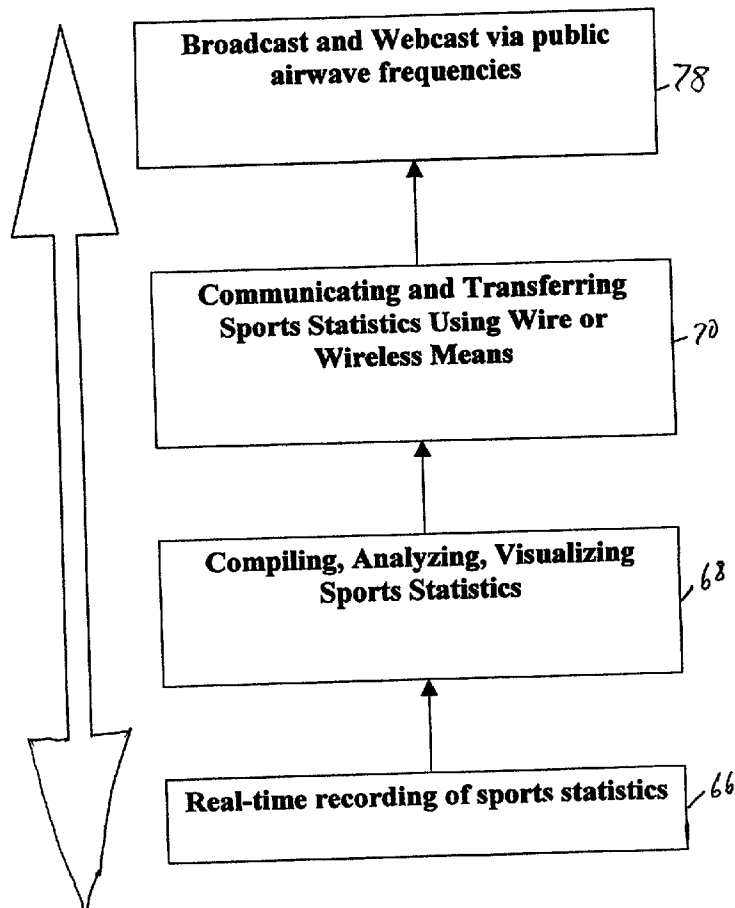 Broadcast and Webcast via public
airwave frequencies
78
Communicating and Transferring
Sports Statistics Using Wire or
Wireless Means
70
Compiling, Analyzing, Visualizing
Sports Statistics
68
Real-time recording of sports statistics
66